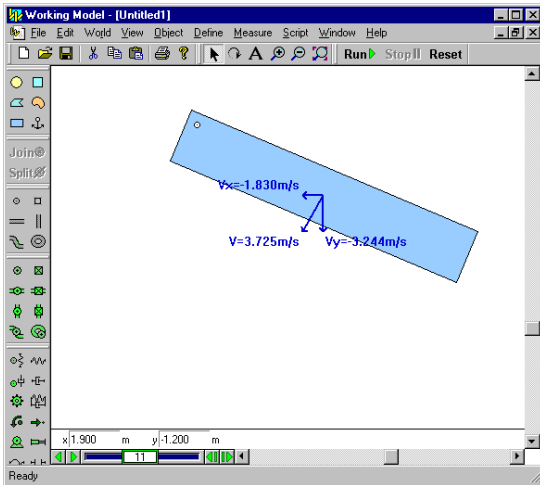 Working Model - [Untitled1]
File Edit World View Object Define Measure Script Window Help
Run Stop Reset
Join
Split
Vx=-1.830m/s
V=3.725m/s Vy=-3.244m/s
x 1.900 m y -1.200 m
11
Ready